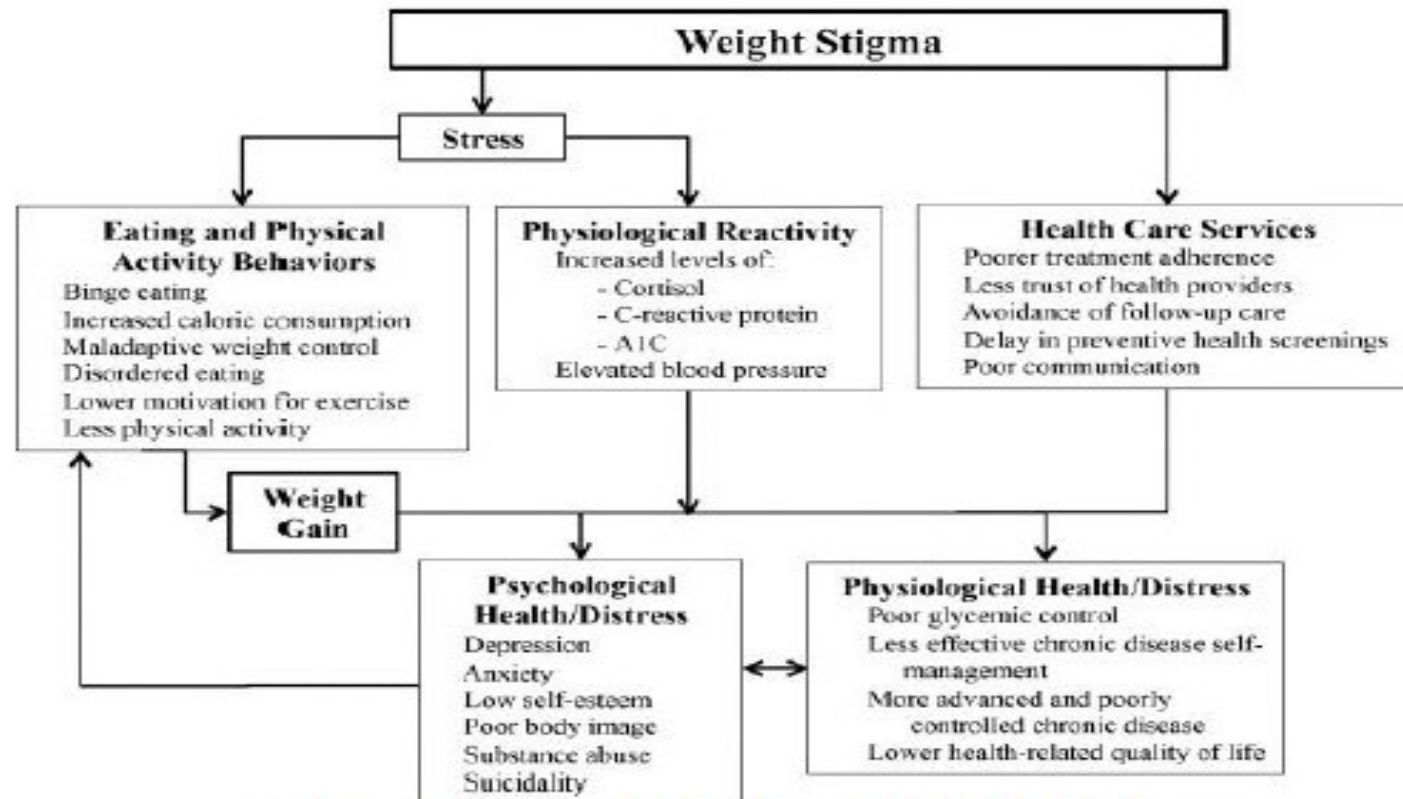 Weight Stigma
Stress
Eating and Physical
Activity Behaviors
Binge eating
Increased caloric consumption
Maladaptive weight control
Disordered eating
Lower motivation for exercise
Less physical activity
Physiological Reactivity
Increased levels of:
- Cortisol
- C-reactive protein
- A1C
Elevated blood pressure
Health Care Services
Poorer treatment adherence
Less trust of health providers
Avoidance of follow-up care
Delay in preventive health screenings
Poor communication
Weight
Gain
Psychological
Health/Distress
Depression
Anxiety
Low self-esteem
Poor body image
Substance abuse
Suicidality
Physiological Health/Distress
Poor glycemic control
Less effective chronic disease self-
management
More advanced and poorly
controlled chronic disease
Lower health-related quality of life